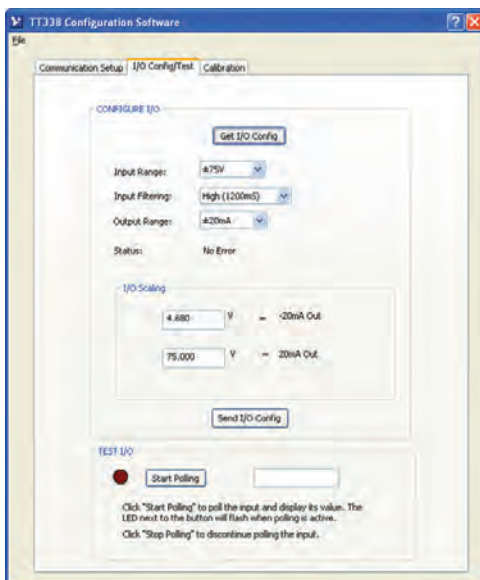 TT338 Configuration Software
File
Communication Setup I/O Config/Test Calibration
CONFIGURE I/O
Get I/O Config
Input Range: ±75V
Input Filtering: High (1200mS)
Output Range: ±20mA
Status: No Error
I/O Scaling
4.680 V = -20mA Out
75.000 V = 20mA Out
Send I/O Config
TEST I/O
Start Polling
Click "Start Polling" to poll the input and display its value. The
LED next to the button will flash when polling is active.
Click "Stop Polling" to discontinue polling the input.